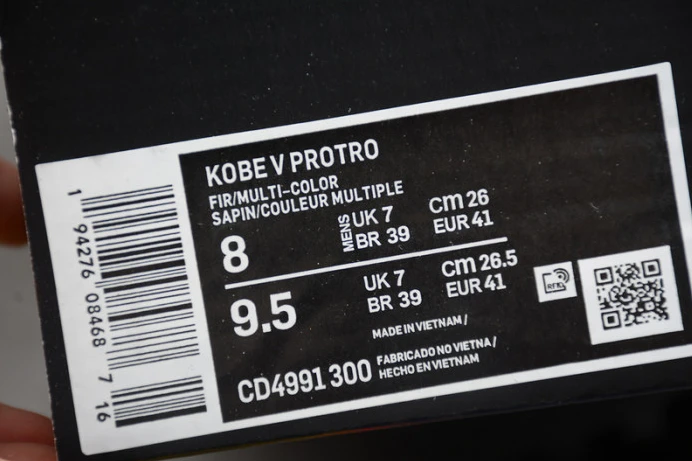 KOBE V PROTRO
FIR/MULTI-COLOR
SAPIN/COULEUR MULTIPLE
8 MENS UK 7 CM 26
BR 39 EUR 41
9.5 UK 7 CM 26.5
BR 39 EUR 41
MADE IN VIETNAM /
CD4991 300 FABRICADO NO VIETNA /
HECHO EN VIETNAM
RFID
1 94276 08468 7 16